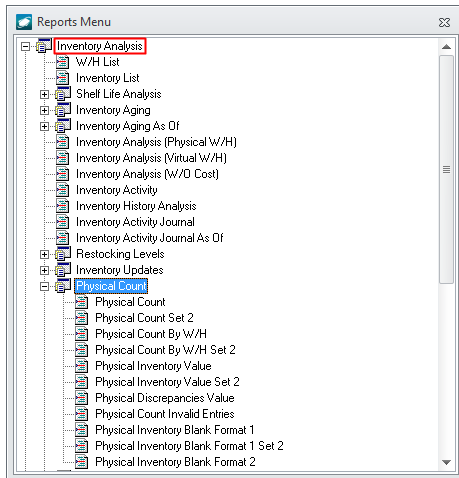 Reports Menu
Inventory Analysis
W/H List
Inventory List
Shelf Life Analysis
Inventory Aging
Inventory Aging As Of
Inventory Analysis (Physical W/H)
Inventory Analysis (Virtual W/H)
Inventory Analysis (W/O Cost)
Inventory Activity
Inventory History Analysis
Inventory Activity Journal
Inventory Activity Journal As Of
Restocking Levels
Inventory Updates
Physical Count
Physical Count
Physical Count Set 2
Physical Count By W/H
Physical Count By W/H Set 2
Physical Inventory Value
Physical Inventory Value Set 2
Physical Discrepancies Value
Physical Count Invalid Entries
Physical Inventory Blank Format 1
Physical Inventory Blank Format 1 Set 2
Physical Inventory Blank Format 2